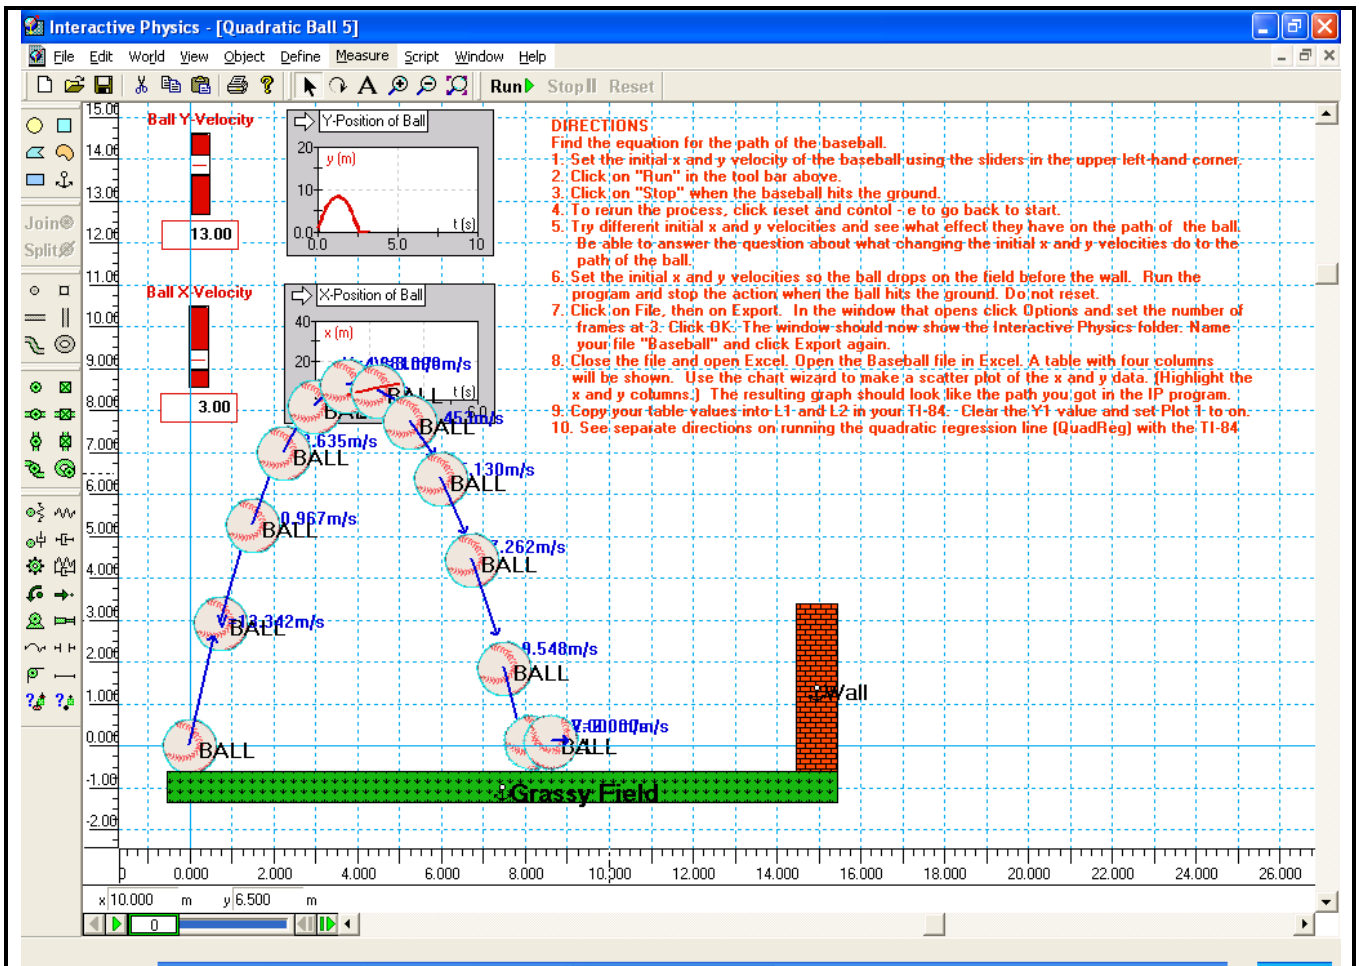 Interactive Physics - [Quadratic Ball 5]
File Edit World View Object Define Measure Script Window Help
Run Stop Reset
Join
Split
15.00
14.00
13.00
12.00
11.00
10.00
9.000
8.000
7.000
6.000
5.000
4.000
3.000
2.000
1.000
0.000
-1.00
-2.00
Ball Y-Velocity
13.00
Ball X-Velocity
3.00
Y-Position of Ball
y (m)
20
10
0.0
0.0 5.0 10
t (s)
X-Position of Ball
x (m)
40
20
t (s)
DIRECTIONS
Find the equation for the path of the baseball.
1. Set the initial x and y velocity of the baseball using the sliders in the upper left-hand corner.
2. Click on "Run" in the tool bar above.
3. Click on "Stop" when the baseball hits the ground.
4. To rerun the process, click reset and contol - e to go back to start.
5. Try different initial x and y velocities and see what effect they have on the path of the ball.
Be able to answer the question about what changing the initial x and y velocities do to the
path of the ball.
6. Set the initial x and y velocities so the ball drops on the field before the wall. Run the
program and stop the action when the ball hits the ground. Do not reset.
7. Click on File, then on Export. In the window that opens click Options and set the number of
frames at 3. Click OK. The window should now show the Interactive Physics folder. Name
your file "Baseball" and click Export again.
8. Close the file and open Excel. Open the Baseball file in Excel. A table with four columns
will be shown. Use the chart wizard to make a scatter plot of the x and y data. (Highlight the
x and y columns.) The resulting graph should look like the path you got in the IP program.
9. Copy your table values into L1 and L2 in your TI-84. Clear the Y1 value and set Plot 1 to on.
10. See separate directions on running the quadratic regression line (QuadReg) with the TI-84
BALL
BALL
.635m/s
BALL
.130m/s
BALL
0.967m/s
BALL
7.262m/s
BALL
13.342m/s
BALL
9.548m/s
BALL
BALL
BALL
Wall
Grassy Field
0.000 2.000 4.000 6.000 8.000 10.000 12.000 14.000 16.000 18.000 20.000 22.000 24.000 26.000
x 10.000 m y 6.500 m
0